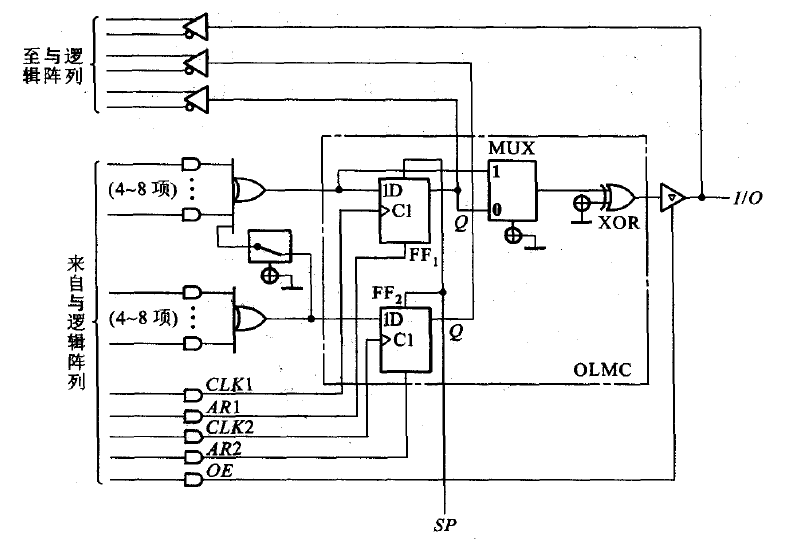 至与逻
辑阵列
MUX
1
0
(4~8 项)
1D
C1
Q
FF1
XOR
I/O
来自与逻辑阵列
FF2
(4~8 项)
1D
C1
Q
OLMC
CLK1
AR1
CLK2
AR2
OE
SP